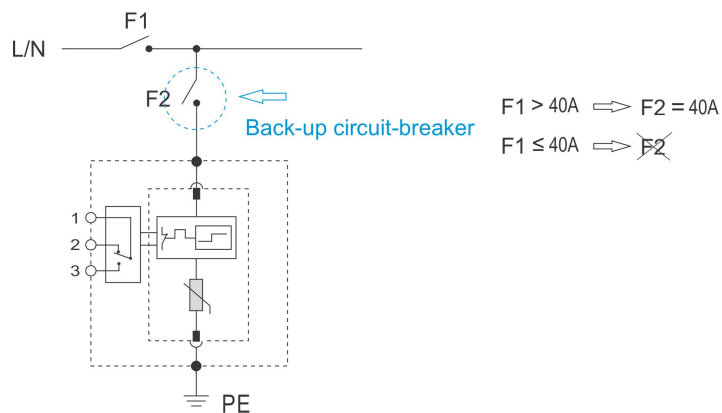 F1
L/N
F2
Back-up circuit-breaker
F1 > 40A ⇨ F2 = 40A
F1 ≤ 40A ⇨ F2
1
2
3
PE